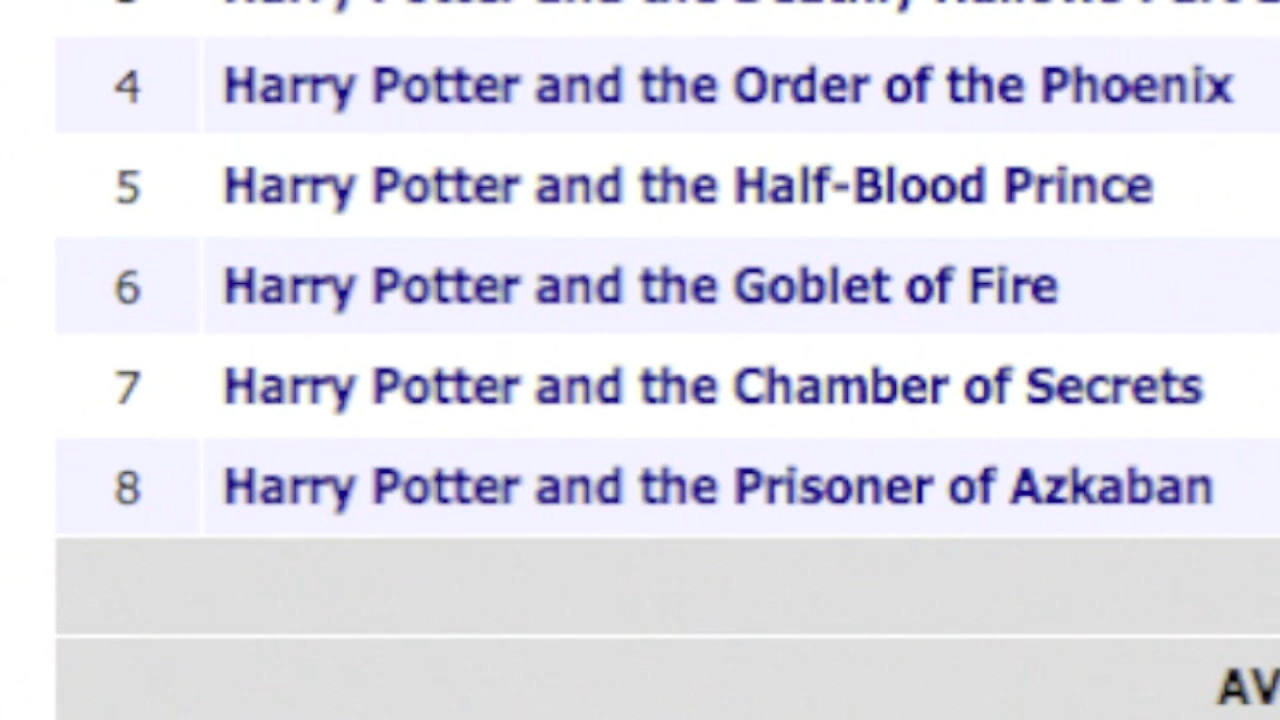 4 Harry Potter and the Order of the Phoenix
5 Harry Potter and the Half-Blood Prince
6 Harry Potter and the Goblet of Fire
7 Harry Potter and the Chamber of Secrets
8 Harry Potter and the Prisoner of Azkaban
AV